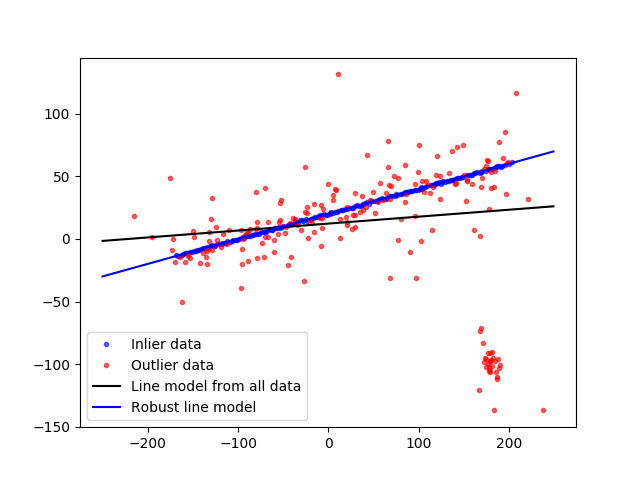 100
50
0
−50
−100
−150
−200
−100
0
100
200
Inlier data
Outlier data
Line model from all data
Robust line model